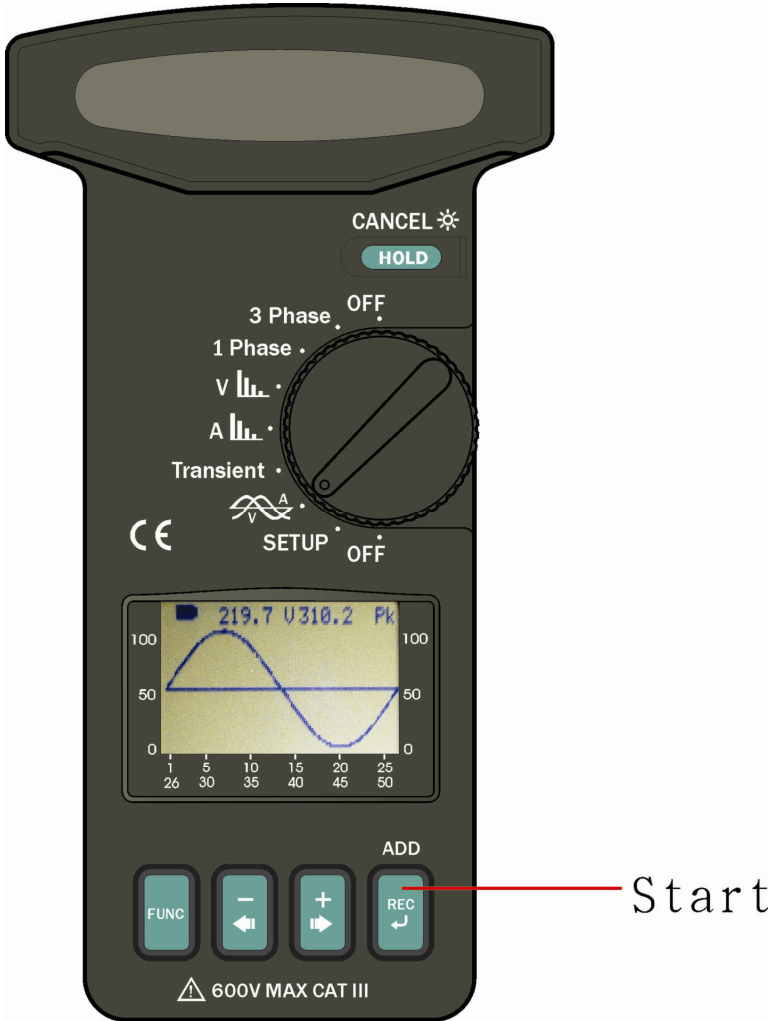 CANCEL
HOLD
OFF
3 Phase
1 Phase
V
A
Transient
A
V
SETUP
OFF
CE
219.7 V 310.2 Pk
100 100
50 50
0 0
1 5 10 15 20 25
26 30 35 40 45 50
ADD
FUNC
−
+
REC
Start
600V MAX CAT III